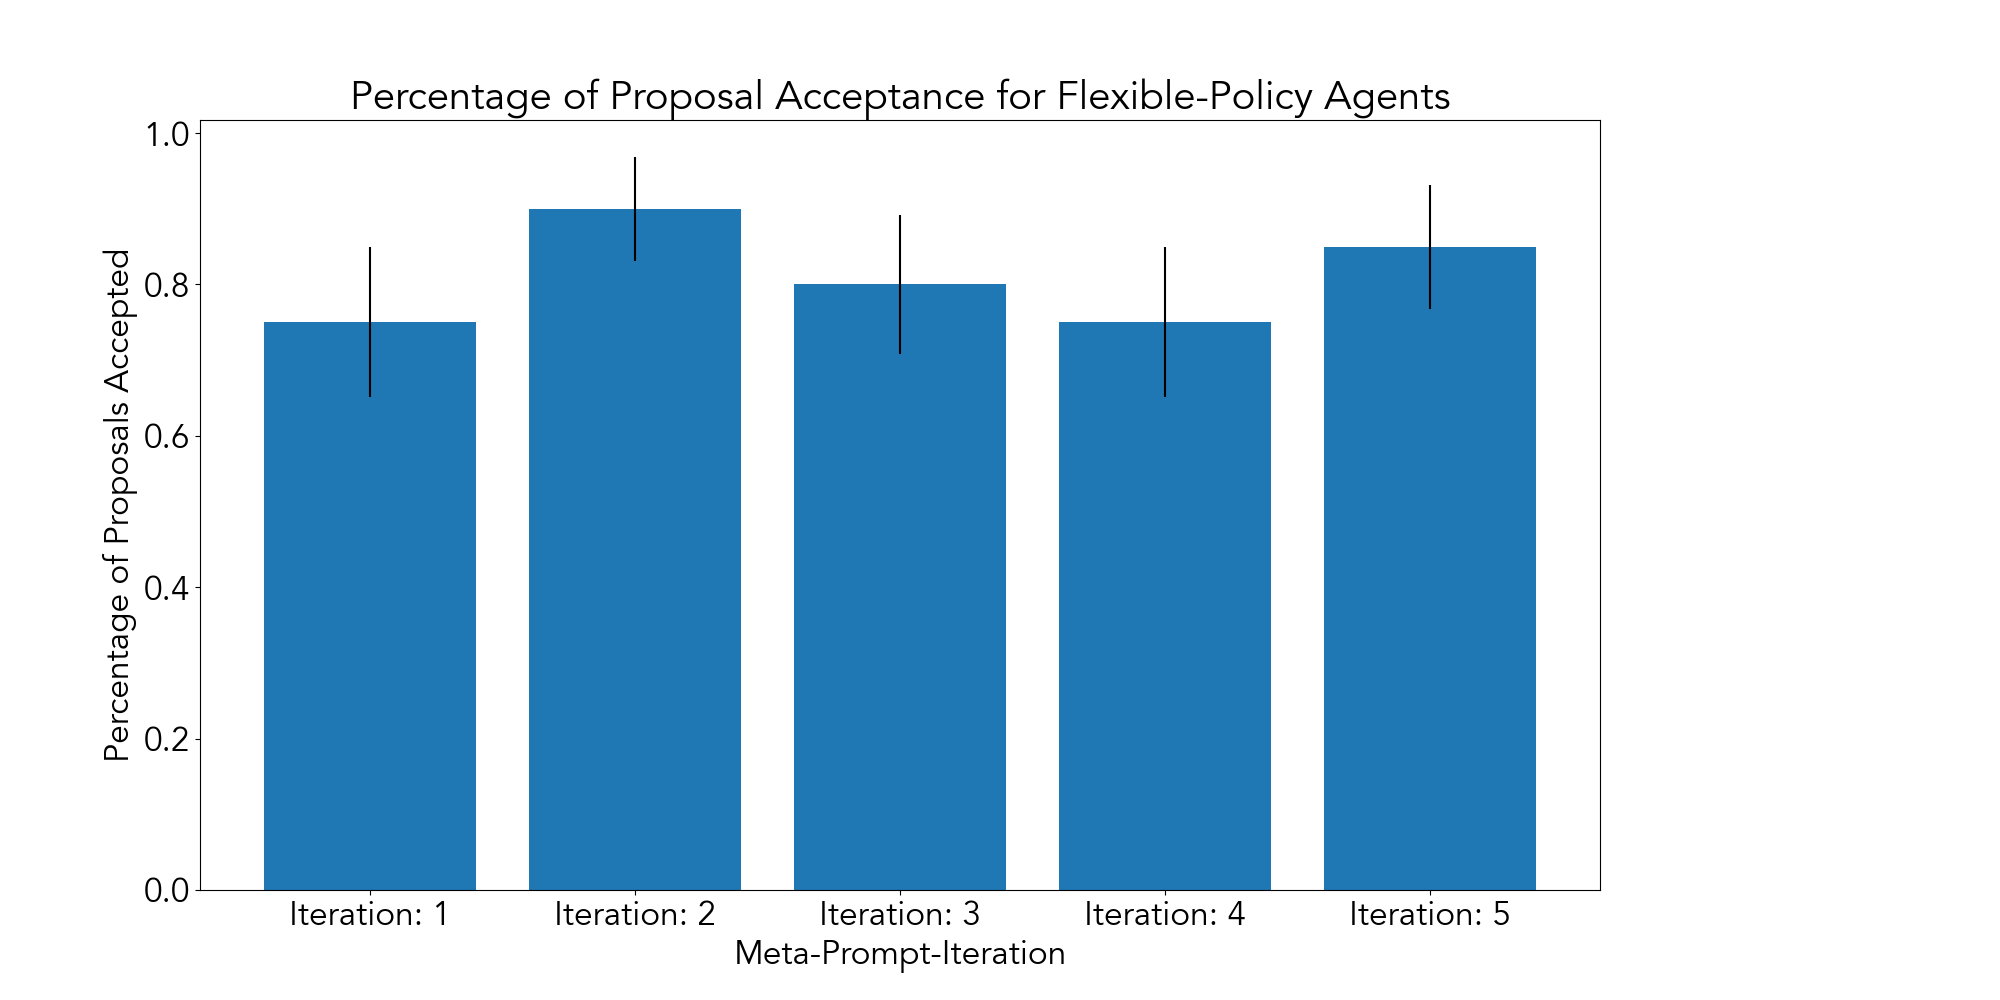 Percentage of Proposal Acceptance for Flexible-Policy Agents
Percentage of Proposals Accepted
1.0
0.8
0.6
0.4
0.2
0.0
Iteration: 1
Iteration: 2
Iteration: 3
Iteration: 4
Iteration: 5
Meta-Prompt-Iteration